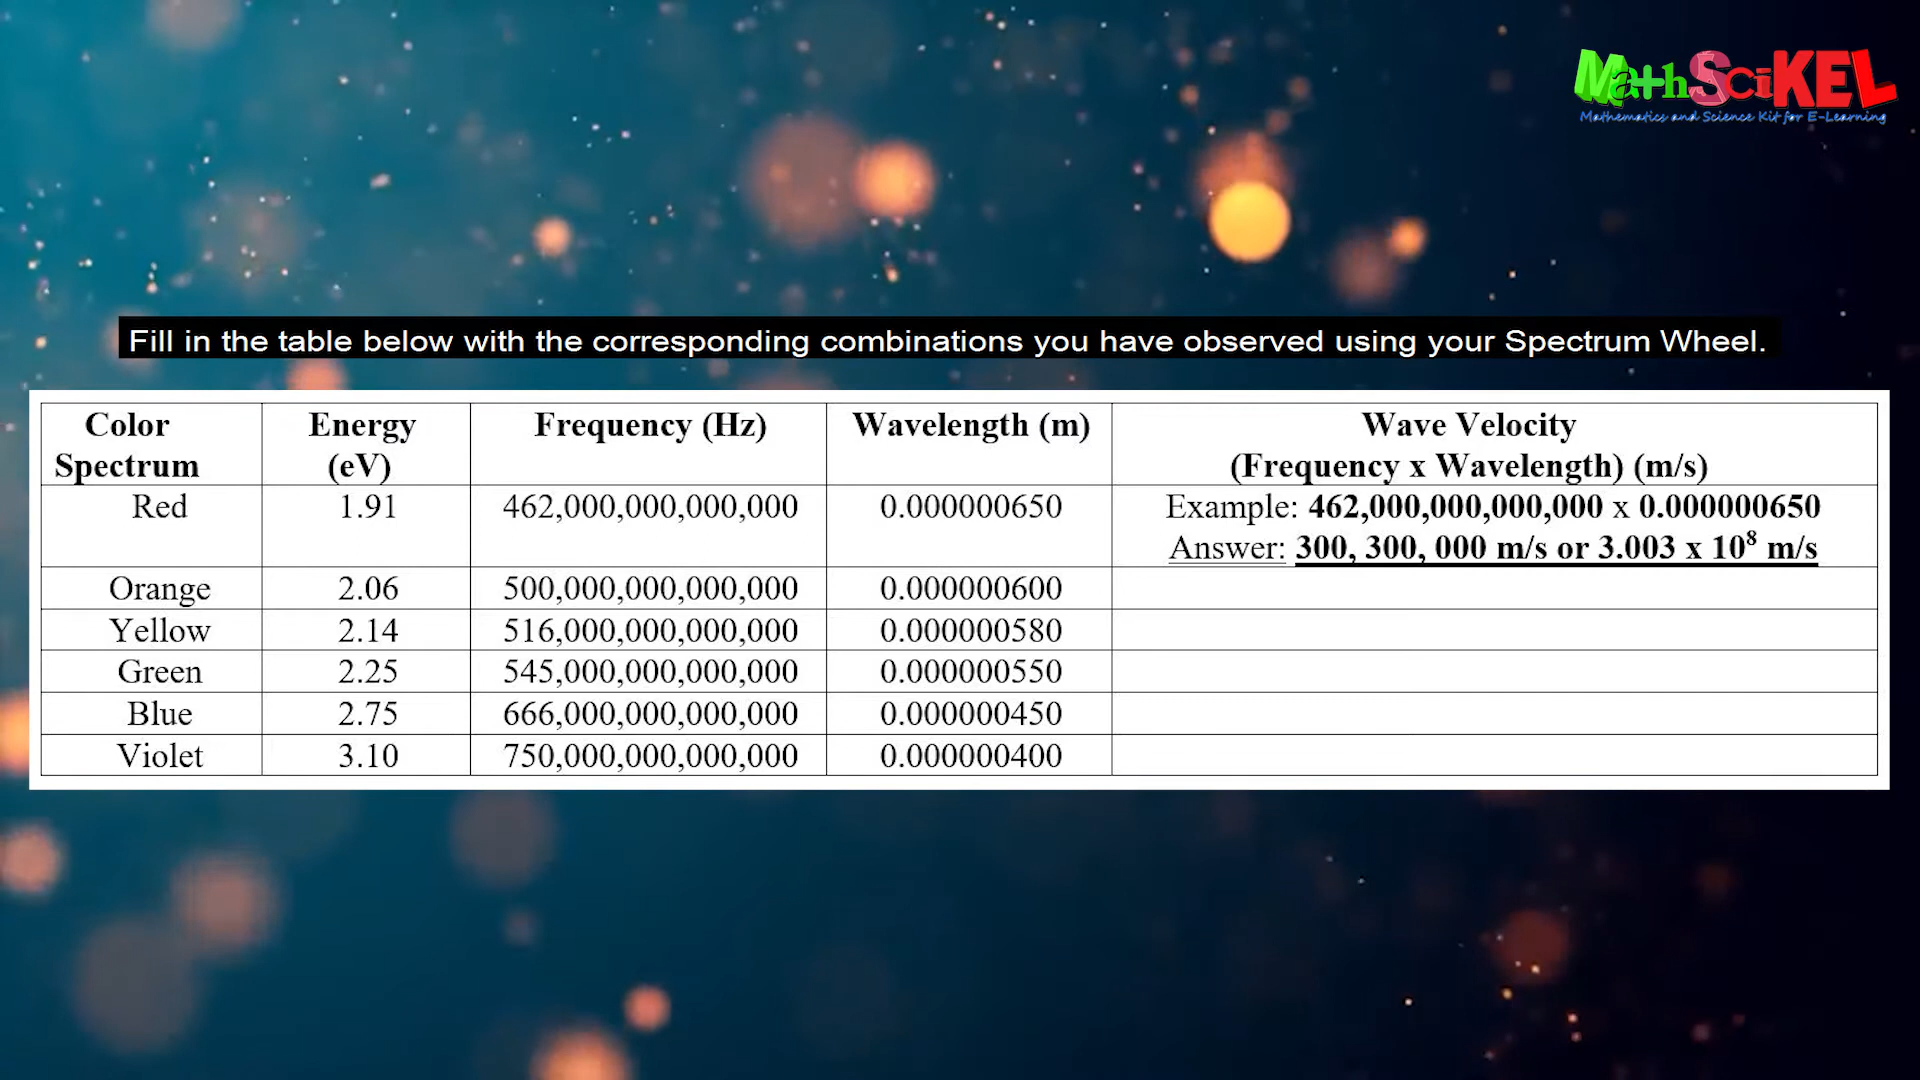 MathSciKEL
Mathematics and Science Kit for E-Learning
Fill in the table below with the corresponding combinations you have observed using your Spectrum Wheel.
Color Spectrum Energy (eV) Frequency (Hz) Wavelength (m) Wave Velocity (Frequency x Wavelength) (m/s)
Red 1.91 462,000,000,000,000 0.000000650 Example: 462,000,000,000,000 x 0.000000650
Answer: 300, 300, 000 m/s or 3.003 x 10⁸ m/s
Orange 2.06 500,000,000,000,000 0.000000600
Yellow 2.14 516,000,000,000,000 0.000000580
Green 2.25 545,000,000,000,000 0.000000550
Blue 2.75 666,000,000,000,000 0.000000450
Violet 3.10 750,000,000,000,000 0.000000400